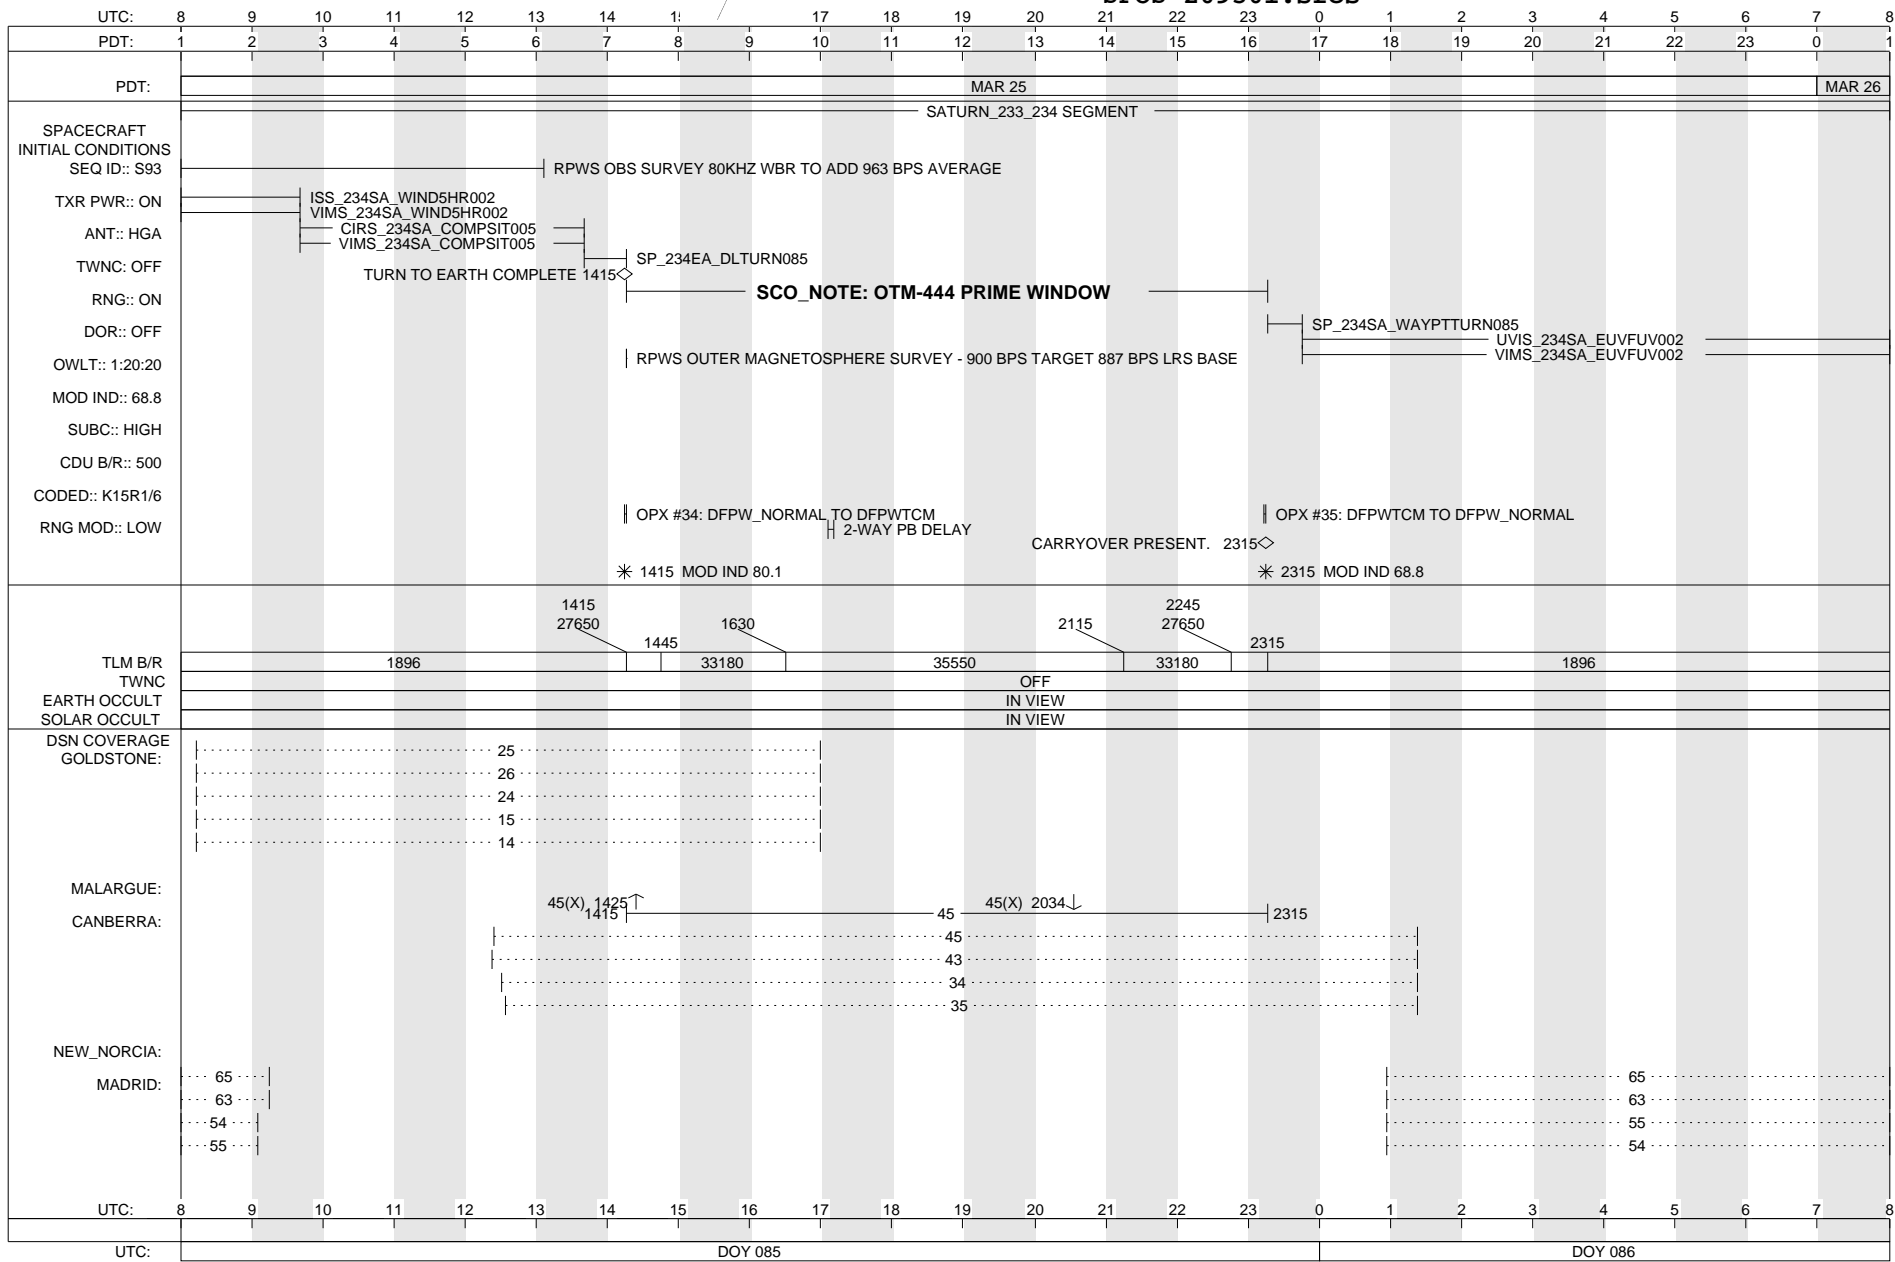 UTC: 8 9 10 11 12 13 14 17 18 19 20 21 22 23 0 1 2 3 4 5 6 7 8
PDT: 1 2 3 4 5 6 7 8 9 10 11 12 13 14 15 16 17 18 19 20 21 22 23 0 1
PDT: MAR 25 MAR 26
SATURN_233_234 SEGMENT
SPACECRAFT
INITIAL CONDITIONS
SEQ ID:: S93 RPWS OBS SURVEY 80KHZ WBR TO ADD 963 BPS AVERAGE
TXR PWR:: ON ISS_234SA_WIND5HR002
VIMS_234SA_WIND5HR002
ANT:: HGA CIRS_234SA_COMPSIT005
VIMS_234SA_COMPSIT005
TWNC: OFF SP_234EA_DLTURN085
TURN TO EARTH COMPLETE 1415
RNG:: ON SCO_NOTE: OTM-444 PRIME WINDOW
DOR:: OFF SP_234SA_WAYPTTURN085
UVIS_234SA_EUVFUV002
VIMS_234SA_EUVFUV002
OWLT:: 1:20:20 RPWS OUTER MAGNETOSPHERE SURVEY - 900 BPS TARGET 887 BPS LRS BASE
MOD IND:: 68.8
SUBC:: HIGH
CDU B/R:: 500
CODED:: K15R1/6
OPX #34: DFPW_NORMAL TO DFPWTCM OPX #35: DFPWTCM TO DFPW_NORMAL
RNG MOD:: LOW 2-WAY PB DELAY
CARRYOVER PRESENT. 2315
1415 MOD IND 80.1 2315 MOD IND 68.8
1415 2245
27650 1630 2115 27650
1445 2315
TLM B/R 1896 33180 35550 33180 1896
TWNC OFF
EARTH OCCULT IN VIEW
SOLAR OCCULT IN VIEW
DSN COVERAGE
GOLDSTONE: 25
26
24
15
14
MALARGUE:
45(X) 1425 45(X) 2034
CANBERRA: 1415 45 2315
45
43
34
35
NEW_NORCIA:
MADRID: 65 65
63 63
54 55
55 54
UTC: 8 9 10 11 12 13 14 15 16 17 18 19 20 21 22 23 0 1 2 3 4 5 6 7 8
UTC: DOY 085 DOY 086